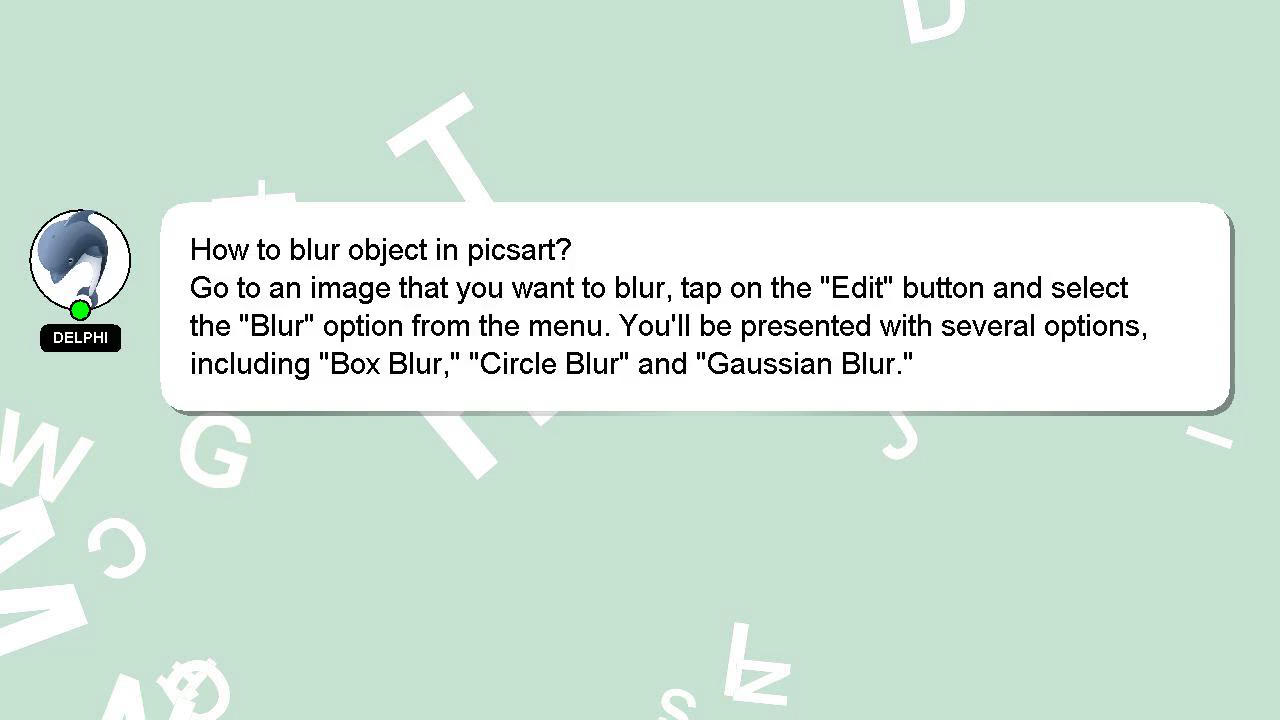 D
T
DELPHI
How to blur object in picsart?
Go to an image that you want to blur, tap on the "Edit" button and select
the "Blur" option from the menu. You'll be presented with several options,
including "Box Blur," "Circle Blur" and "Gaussian Blur."
W
G
J
I
C
S
Z